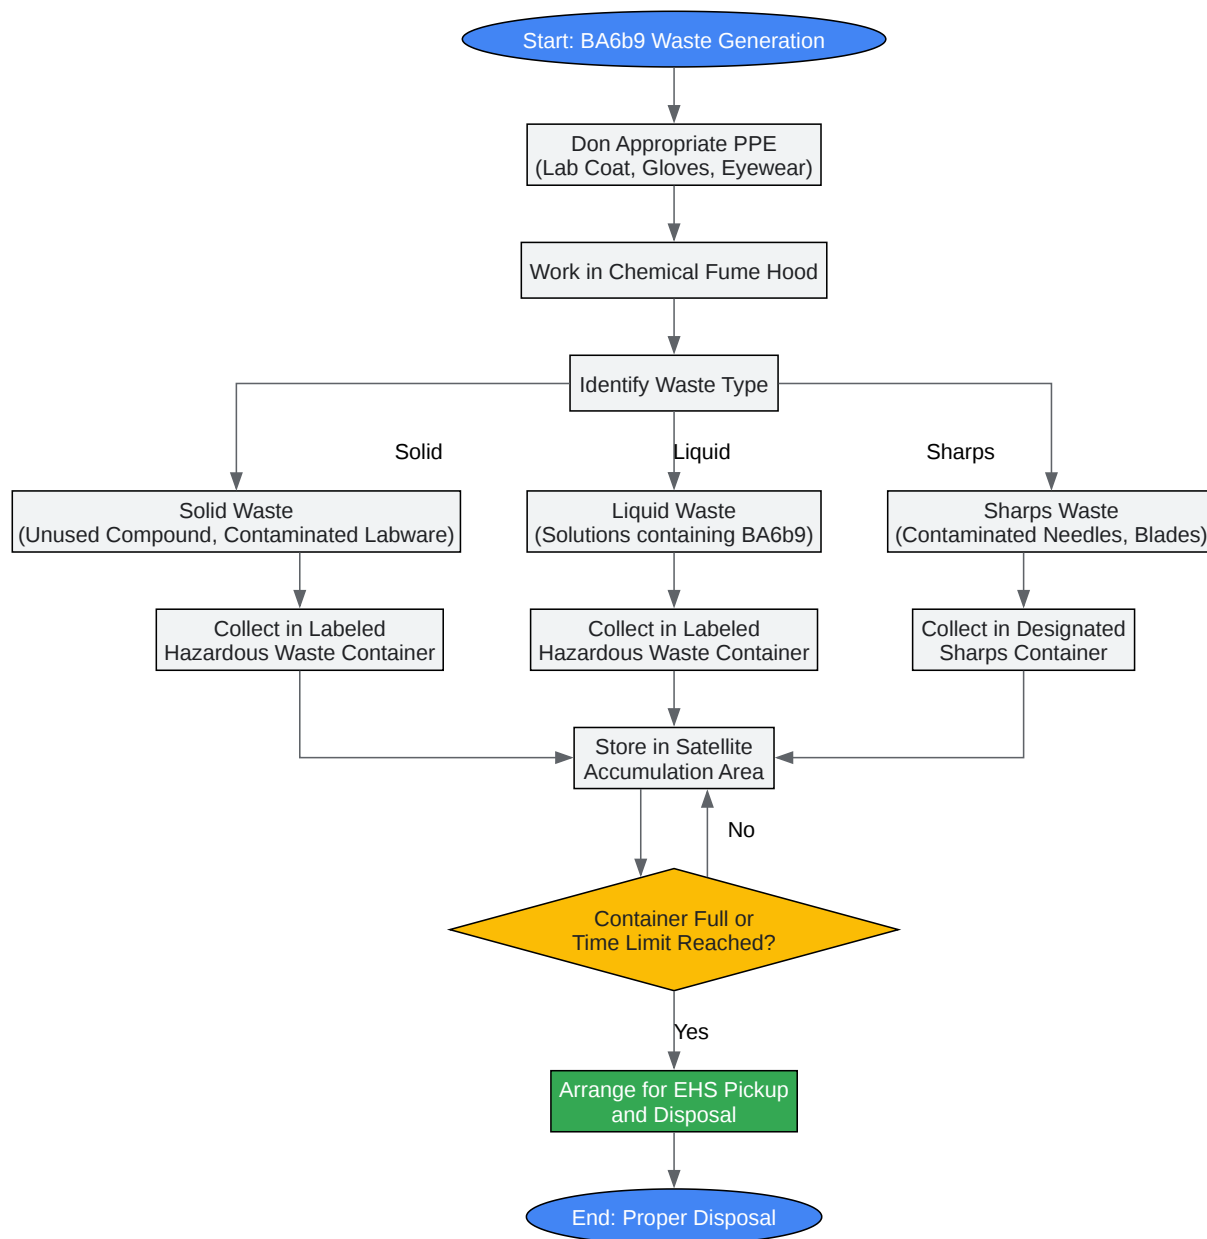 Start: BA6b9 Waste Generation
Don Appropriate PPE
(Lab Coat, Gloves, Eyewear)
Work in Chemical Fume Hood
Identify Waste Type
Solid
Liquid
Sharps
Solid Waste
(Unused Compound, Contaminated Labware)
Liquid Waste
(Solutions containing BA6b9)
Sharps Waste
(Contaminated Needles, Blades)
Collect in Labeled
Hazardous Waste Container
Collect in Labeled
Hazardous Waste Container
Collect in Designated
Sharps Container
Store in Satellite
Accumulation Area
No
Container Full or
Time Limit Reached?
Yes
Arrange for EHS Pickup
and Disposal
End: Proper Disposal